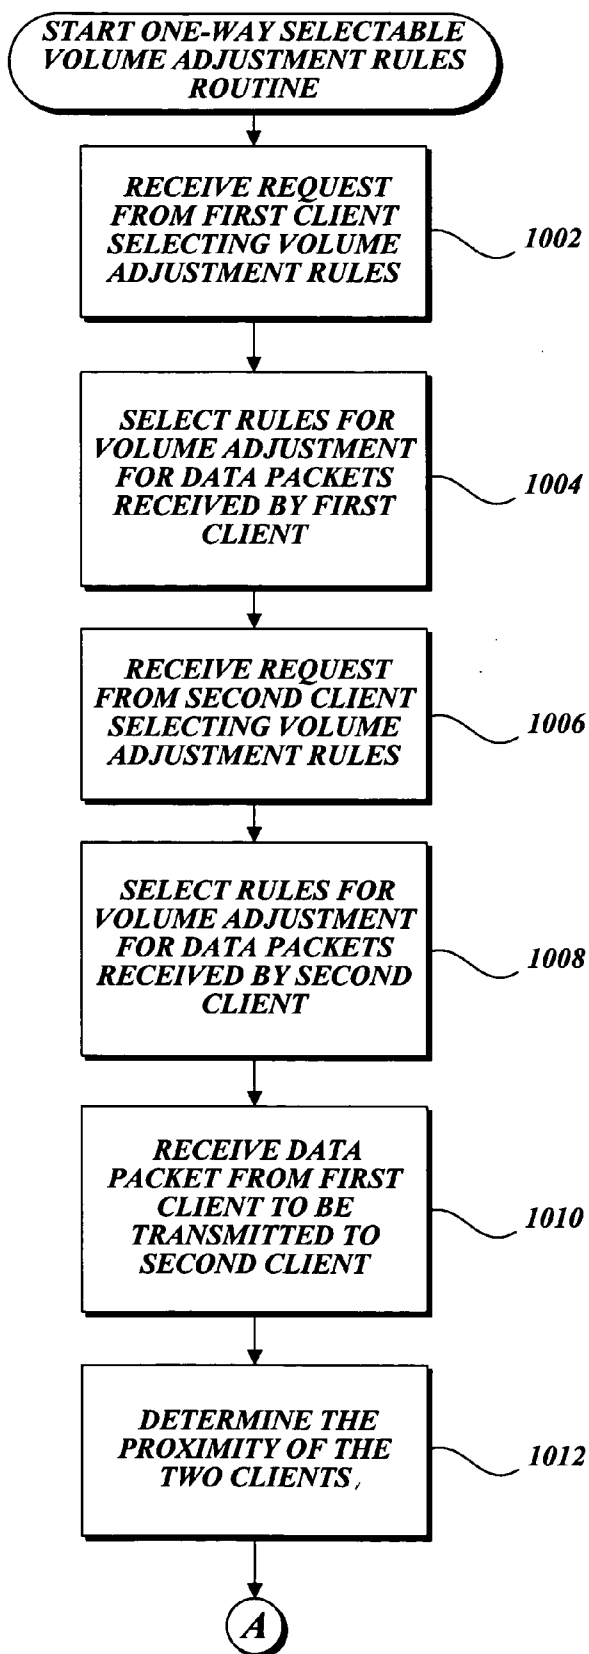 START ONE-WAY SELECTABLE
VOLUME ADJUSTMENT RULES
ROUTINE
RECEIVE REQUEST
FROM FIRST CLIENT
SELECTING VOLUME
ADJUSTMENT RULES
1002
SELECT RULES FOR
VOLUME ADJUSTMENT
FOR DATA PACKETS
RECEIVED BY FIRST
CLIENT
1004
RECEIVE REQUEST
FROM SECOND CLIENT
SELECTING VOLUME
ADJUSTMENT RULES
1006
SELECT RULES FOR
VOLUME ADJUSTMENT
FOR DATA PACKETS
RECEIVED BY SECOND
CLIENT
1008
RECEIVE DATA
PACKET FROM FIRST
CLIENT TO BE
TRANSMITTED TO
SECOND CLIENT
1010
DETERMINE THE
PROXIMITY OF THE
TWO CLIENTS
1012
A